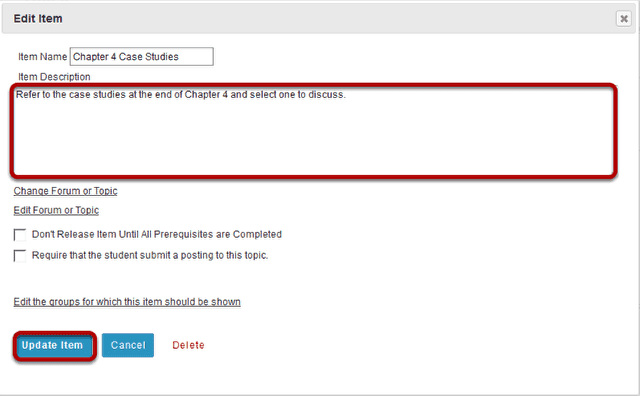 Edit Item
Item Name Chapter 4 Case Studies
Item Description
Refer to the case studies at the end of Chapter 4 and select one to discuss.
Change Forum or Topic
Edit Forum or Topic
Don't Release Item Until All Prerequisites are Completed
Require that the student submit a posting to this topic.
Edit the groups for which this item should be shown
Update Item Cancel Delete